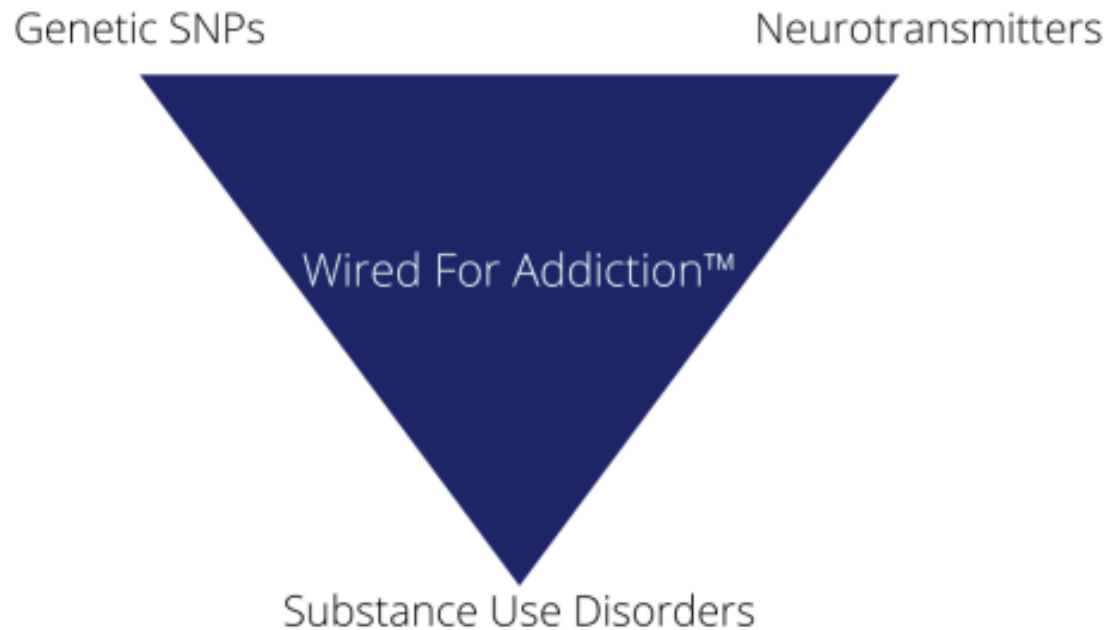 Genetic SNPs
Neurotransmitters
Wired For Addiction™
Substance Use Disorders